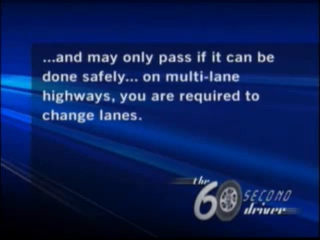 ...and may only pass if it can be
done safely... on multi-lane
highways, you are required to
change lanes.
the
60 SECOND
driver